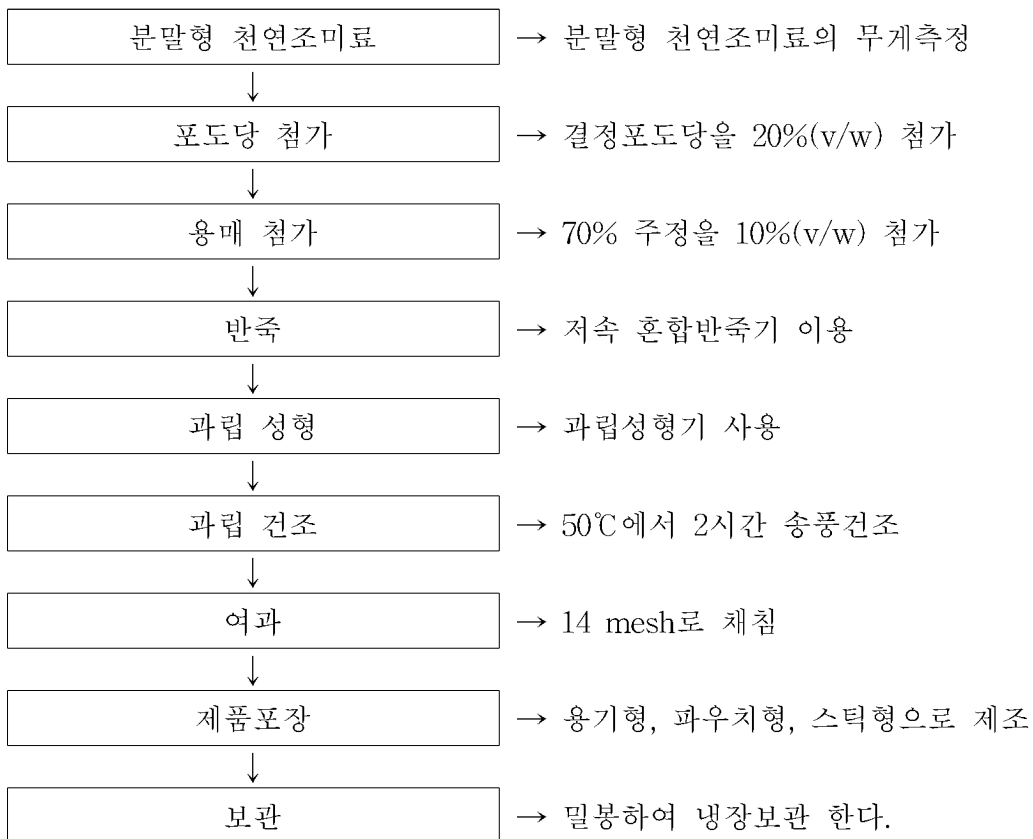 분말형 천연조미료 → 분말형 천연조미료의 무게측정
↓
포도당 첨가 → 결정포도당을 20%(v/w) 첨가
↓
용매 첨가 → 70% 주정을 10%(v/w) 첨가
↓
반죽 → 저속 혼합반죽기 이용
↓
과립 성형 → 과립성형기 사용
↓
과립 건조 → 50℃에서 2시간 송풍건조
↓
여과 → 14 mesh로 채침
↓
제품포장 → 용기형, 파우치형, 스틱형으로 제조
↓
보관 → 밀봉하여 냉장보관 한다.